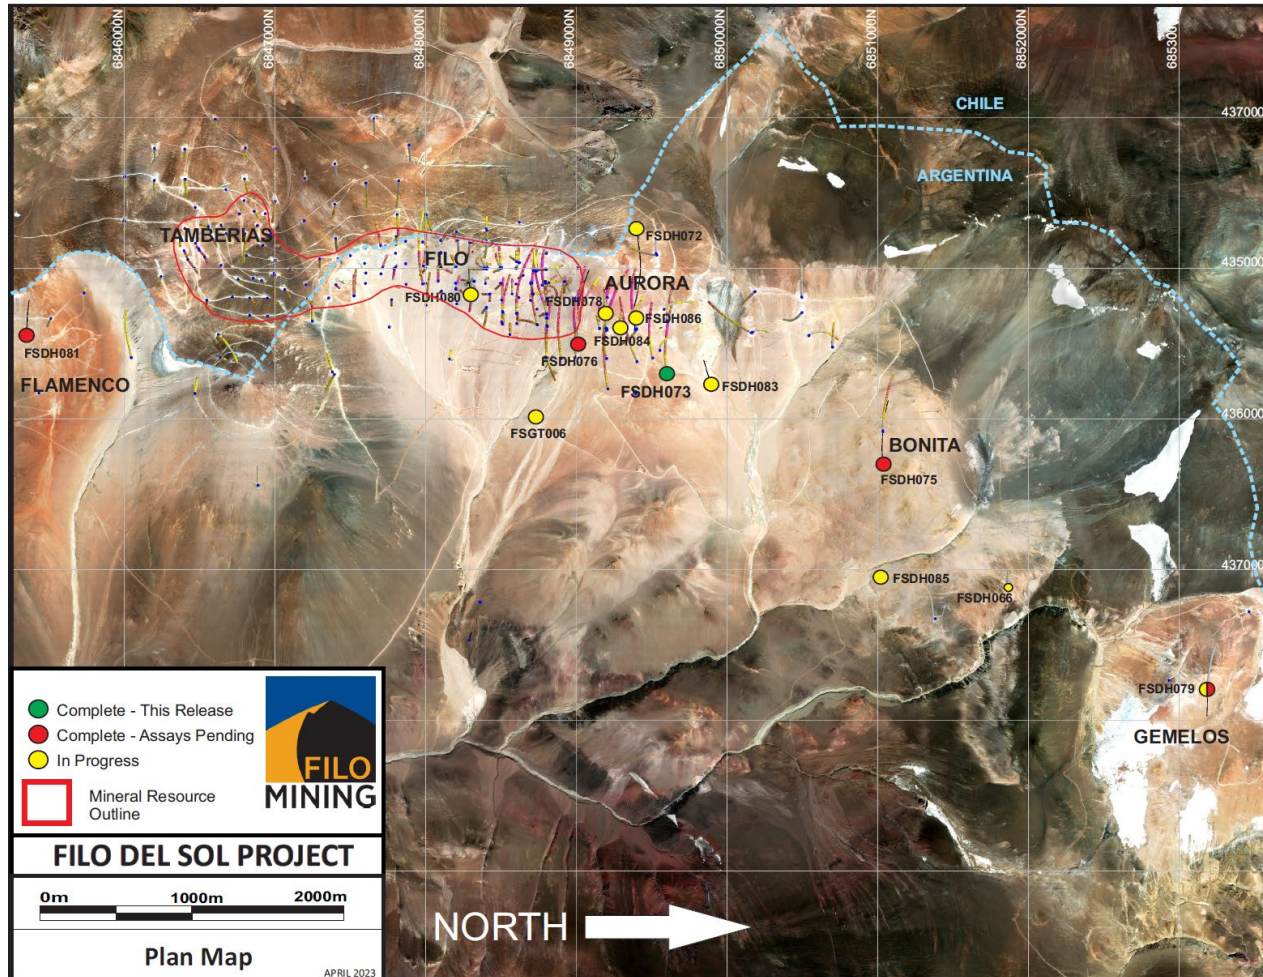 6846000N
6847000N
6848000N
6849000N
6850000N
6851000N
6852000N
6853000N
CHILE
437000
ARGENTINA
TAMBERIAS
FILO
FSDH072
435000
FSDH080
FSDH078
AURORA
FSDH086
FSDH084
FSDH081
FLAMENCO
FSDH076
FSDH073
FSDH083
FSGT006
436000
BONITA
FSDH075
FSDH085
FSDH066
437000
FSDH079
GEMELOS
Complete - This Release
Complete - Assays Pending
In Progress
Mineral Resource
Outline
FILO
MINING
FILO DEL SOL PROJECT
0m 1000m 2000m
Plan Map
APRIL 2023
NORTH